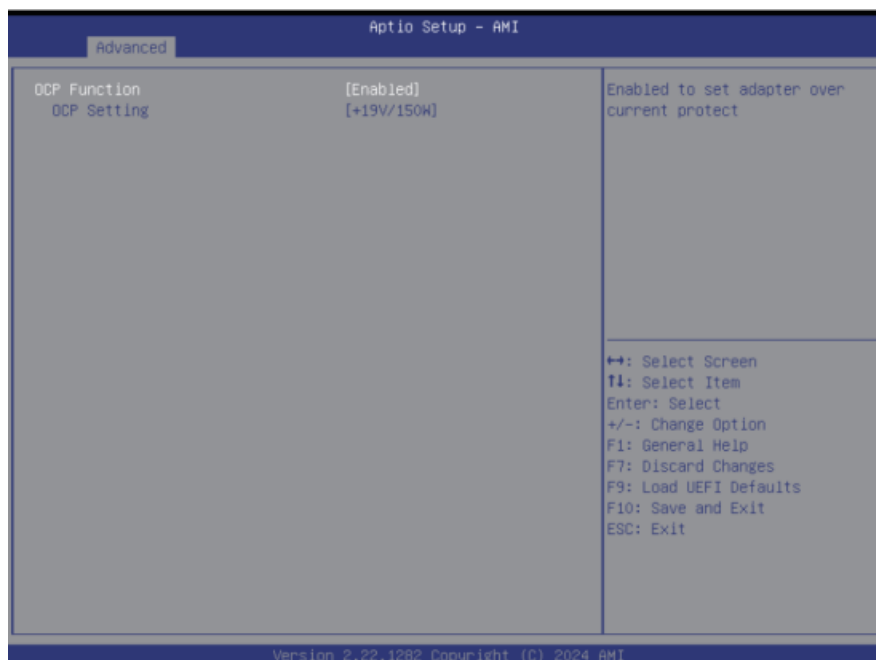 Aptio Setup - AMI
Advanced
OCP Function [Enabled]
OCP Setting [+19V/150W]
Enabled to set adapter over
current protect
↔: Select Screen
↑↓: Select Item
Enter: Select
+/-: Change Option
F1: General Help
F7: Discard Changes
F9: Load UEFI Defaults
F10: Save and Exit
ESC: Exit
Version 2.22.1282 Copyright (C) 2024 AMI